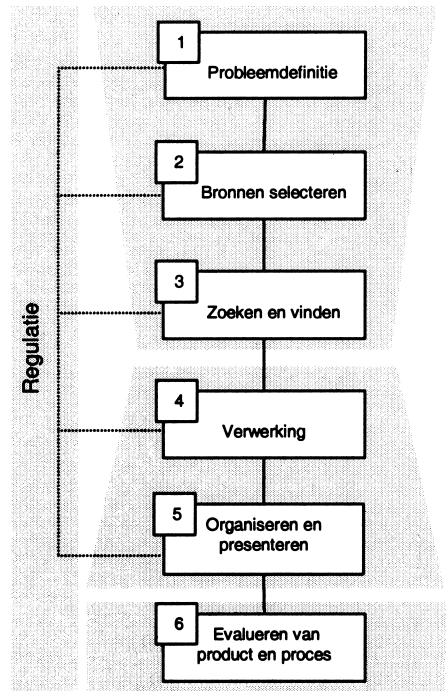 1
Probleemdefinitie
2
Bronnen selecteren
3
Zoeken en vinden
Regulatie
4
Verwerking
5
Organiseren en
presenteren
6
Evalueren van
product en proces